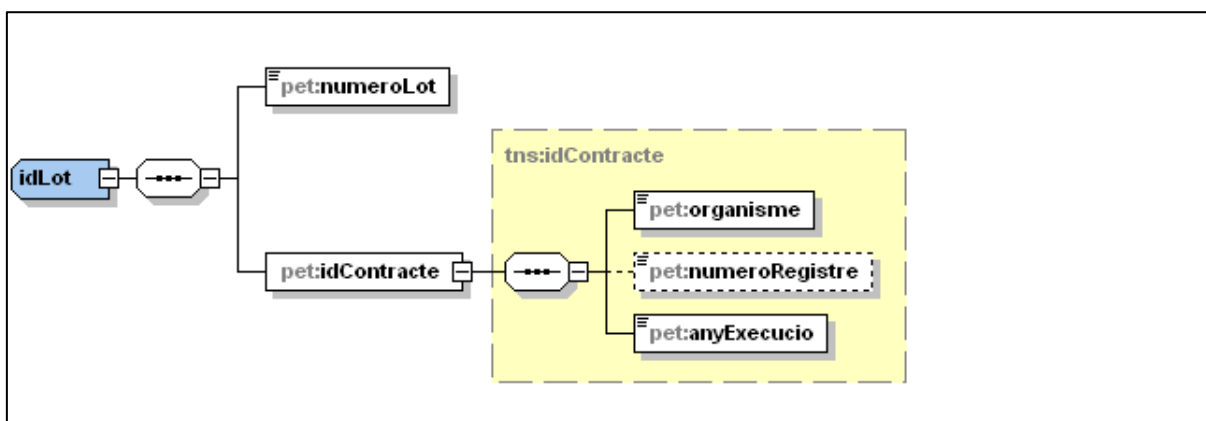 pet:numeroLot
tns:idContracte
idLot
pet:organisme
pet:idContracte
pet:numeroRegistre
pet:anyExecucio